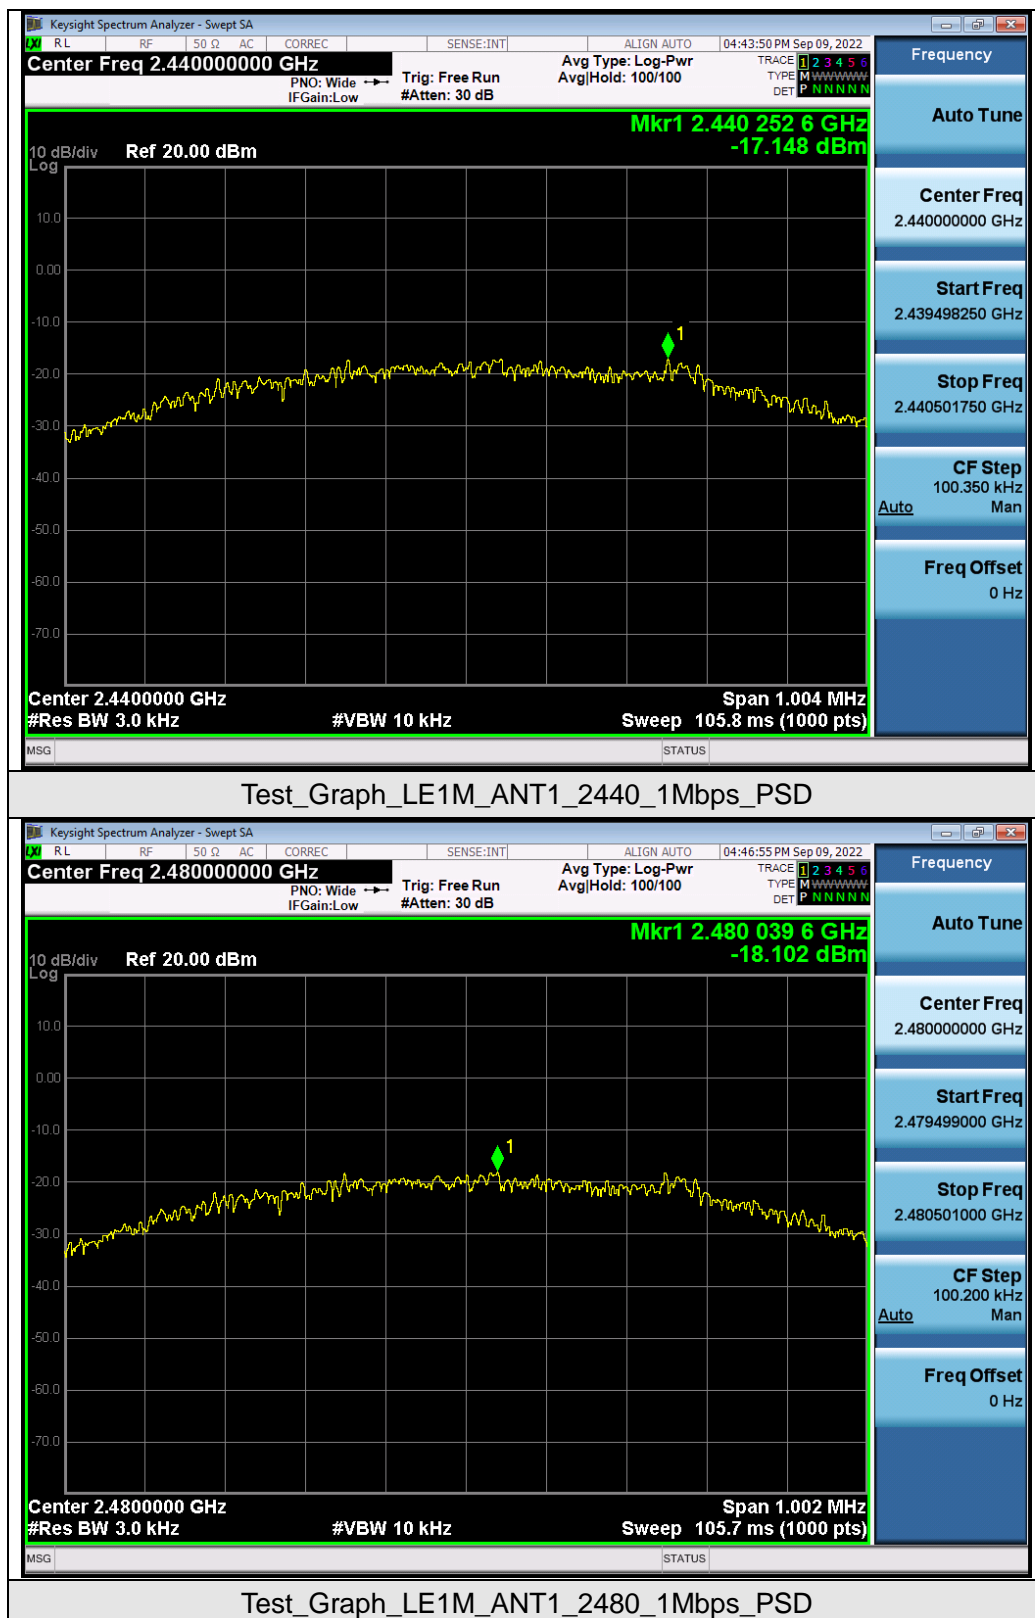 Keysight Spectrum Analyzer - Swept SA
LXI RL RF 50 Ω AC CORREC SENSE:INT ALIGN AUTO 04:43:50 PM Sep 09, 2022
Center Freq 2.440000000 GHz
PNO: Wide
IFGain:Low
Trig: Free Run
#Atten: 30 dB
Avg Type: Log-Pwr
Avg|Hold: 100/100
TRACE 1 2 3 4 5 6
TYPE M WWWWW
DET P N N N N N
Frequency
Mkr1 2.440 252 6 GHz
-17.148 dBm
10 dB/div Ref 20.00 dBm
Log
10.0
0.00
-10.0
-20.0
-30.0
-40.0
-50.0
-60.0
-70.0
1
Center 2.4400000 GHz Span 1.004 MHz
#Res BW 3.0 kHz #VBW 10 kHz Sweep 105.8 ms (1000 pts)
MSG STATUS
Auto Tune
Center Freq
2.440000000 GHz
Start Freq
2.439498250 GHz
Stop Freq
2.440501750 GHz
CF Step
100.350 kHz
Auto Man
Freq Offset
0 Hz
Test_Graph_LE1M_ANT1_2440_1Mbps_PSD
Keysight Spectrum Analyzer - Swept SA
LXI RL RF 50 Ω AC CORREC SENSE:INT ALIGN AUTO 04:46:55 PM Sep 09, 2022
Center Freq 2.480000000 GHz
PNO: Wide
IFGain:Low
Trig: Free Run
#Atten: 30 dB
Avg Type: Log-Pwr
Avg|Hold: 100/100
TRACE 1 2 3 4 5 6
TYPE M WWWWW
DET P N N N N N
Frequency
Mkr1 2.480 039 6 GHz
-18.102 dBm
10 dB/div Ref 20.00 dBm
Log
10.0
0.00
-10.0
-20.0
-30.0
-40.0
-50.0
-60.0
-70.0
1
Center 2.4800000 GHz Span 1.002 MHz
#Res BW 3.0 kHz #VBW 10 kHz Sweep 105.7 ms (1000 pts)
MSG STATUS
Auto Tune
Center Freq
2.480000000 GHz
Start Freq
2.479499000 GHz
Stop Freq
2.480501000 GHz
CF Step
100.200 kHz
Auto Man
Freq Offset
0 Hz
Test_Graph_LE1M_ANT1_2480_1Mbps_PSD